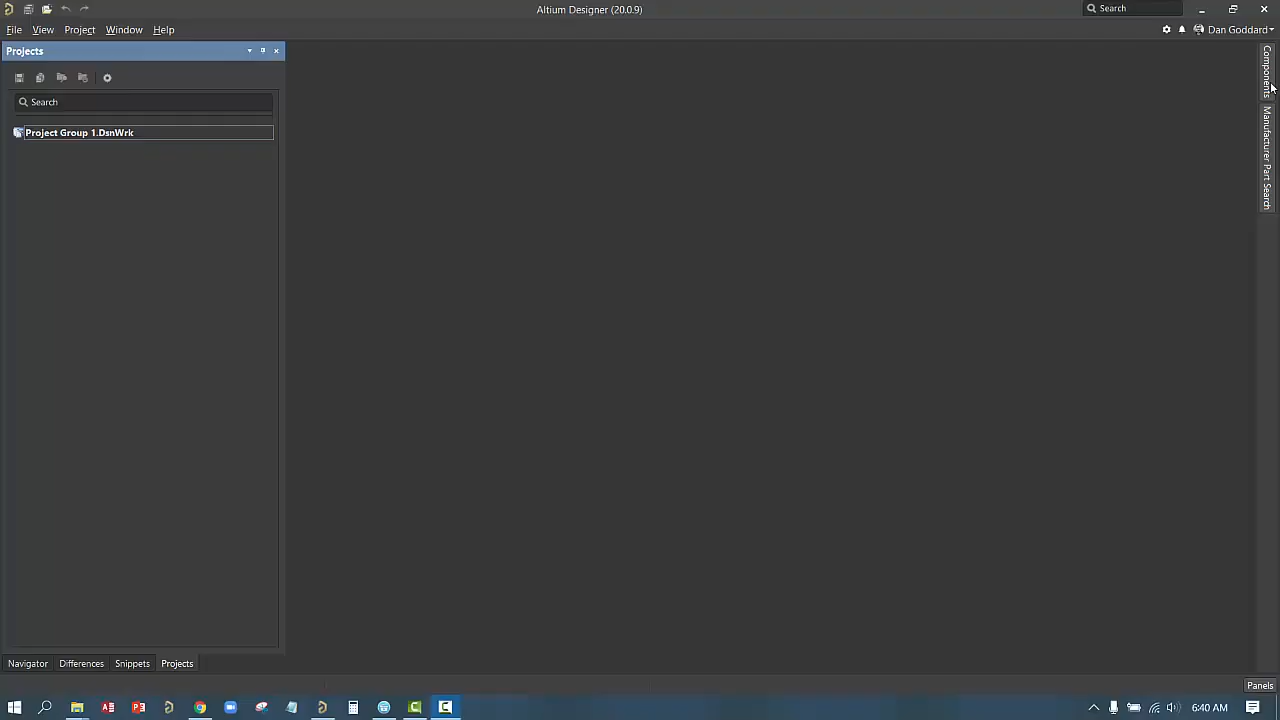 Altium Designer (20.0.9)
Search
File View Project Window Help
Dan Goddard
Projects
Search
Project Group 1.DsnWrk
Components
Manufacturer Part Search
Navigator Differences Snippets Projects
Panels
6:40 AM